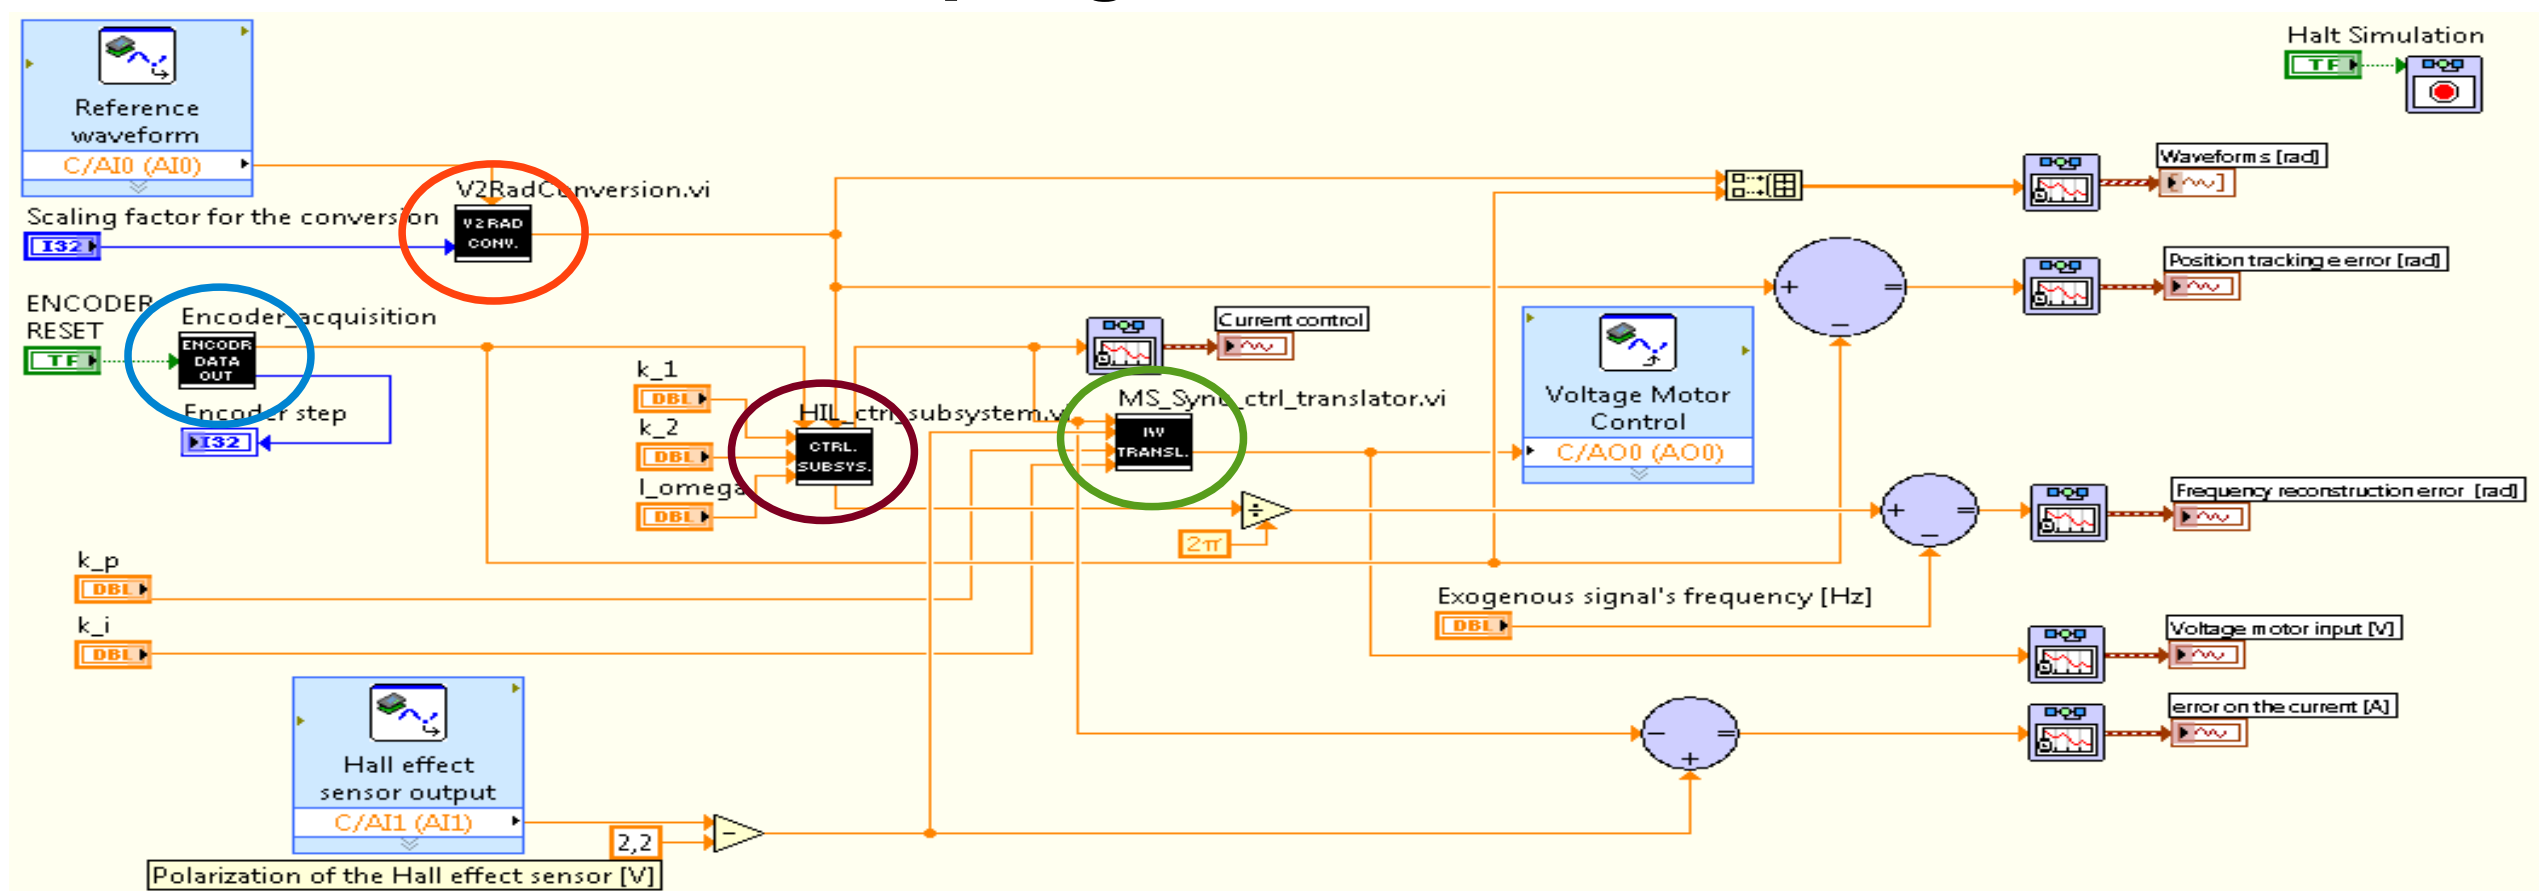 Halt Simulation
TF
Reference
waveform
C/AI0 (AI0)
V2RadConversion.vi
Scaling factor for the conversion
I32
V2RAD
CONV.
Waveforms [rad]
Position tracking e error [rad]
ENCODER
RESET
TF
Encoder_acquisition
ENCODR
DATA
OUT
Encoder step
I32
Current control
k_1
DBL
k_2
DBL
l_omega
DBL
HIL_ctrl_subsystem.vi
CTRL.
SUBSYS.
MS_Sync_ctrl_translator.vi
TRANSL.
Voltage Motor
Control
C/AO0 (AO0)
+
=
−
÷
2π
Frequency reconstruction error [rad]
+
=
−
k_p
DBL
k_i
DBL
Exogenous signal's frequency [Hz]
DBL
Voltage motor input [V]
error on the current [A]
−
=
+
Hall effect
sensor output
C/AI1 (AI1)
2,2
−
Polarization of the Hall effect sensor [V]